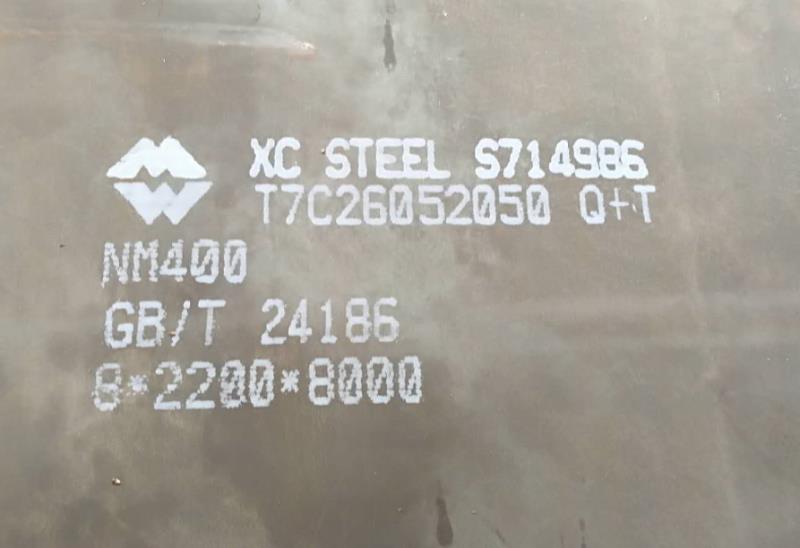 XC STEEL S714986
T7C26052050 Q+T
NM400
GB/T 24186
8*2200*8000